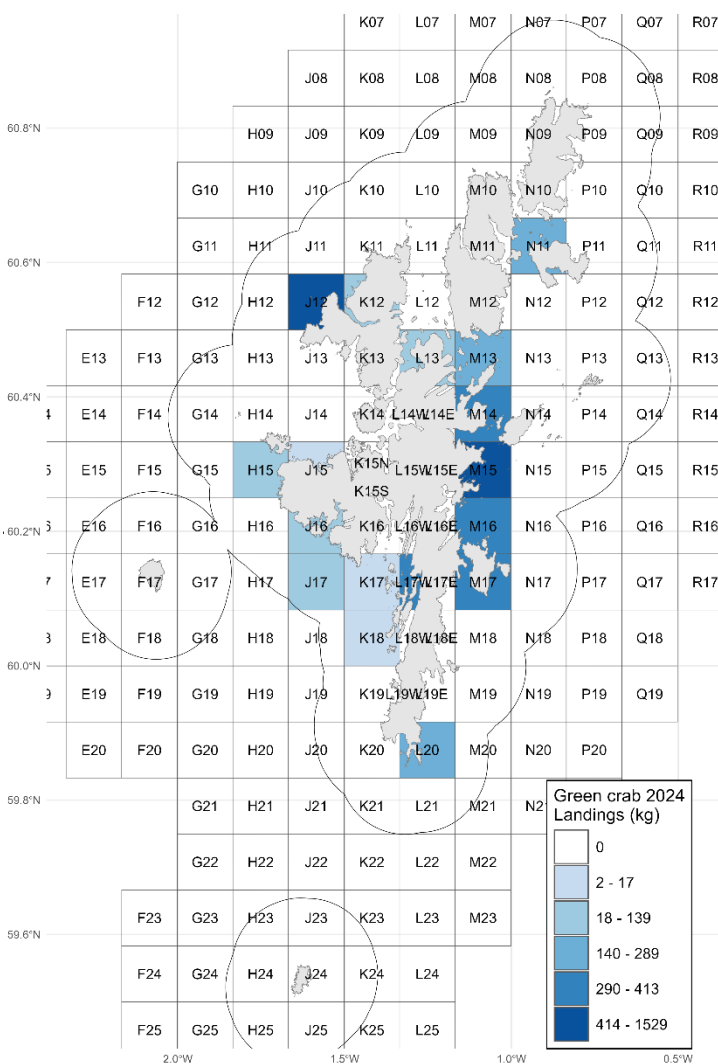 K07 L07 M07 N07 P07 Q07 R07
J08 K08 L08 M08 N08 P08 Q08 R08
60.8°N H09 J09 K09 L09 M09 N09 P09 Q09 R09
G10 H10 J10 K10 L10 M10 N10 P10 Q10 R10
G11 H11 J11 K11 L11 M11 N11 P11 Q11 R11
60.6°N
F12 G12 H12 J12 K12 L12 M12 N12 P12 Q12 R12
E13 F13 G13 H13 J13 K13 L13 M13 N13 P13 Q13 R13
60.4°N
4 E14 F14 G14 H14 J14 K14 L14W L14E M14 N14 P14 Q14 R14
K15N
5 E15 F15 G15 H15 J15 L15W L15E M15 N15 P15 Q15 R15
K15S
60.2°N
6 E16 F16 G16 H16 J16 K16 L16W L16E M16 N16 P16 Q16 R16
7 E17 F17 G17 H17 J17 K17 L17W L17E M17 N17 P17 Q17 R17
8 E18 F18 G18 H18 J18 K18 L18W L18E M18 N18 P18 Q18
60.0°N
9 E19 F19 G19 H19 J19 K19 L19W L19E M19 N19 P19 Q19
E20 F20 G20 H20 J20 K20 L20 M20 N20 P20
59.8°N G21 H21 J21 K21 L21 M21 N21
G22 H22 J22 K22 L22 M22
59.6°N F23 G23 H23 J23 K23 L23 M23
F24 G24 H24 J24 K24 L24
F25 G25 H25 J25 K25 L25
2.0°W 1.5°W 1.0°W 0.5°W
Green crab 2024
Landings (kg)
0
2 - 17
18 - 139
140 - 289
290 - 413
414 - 1529